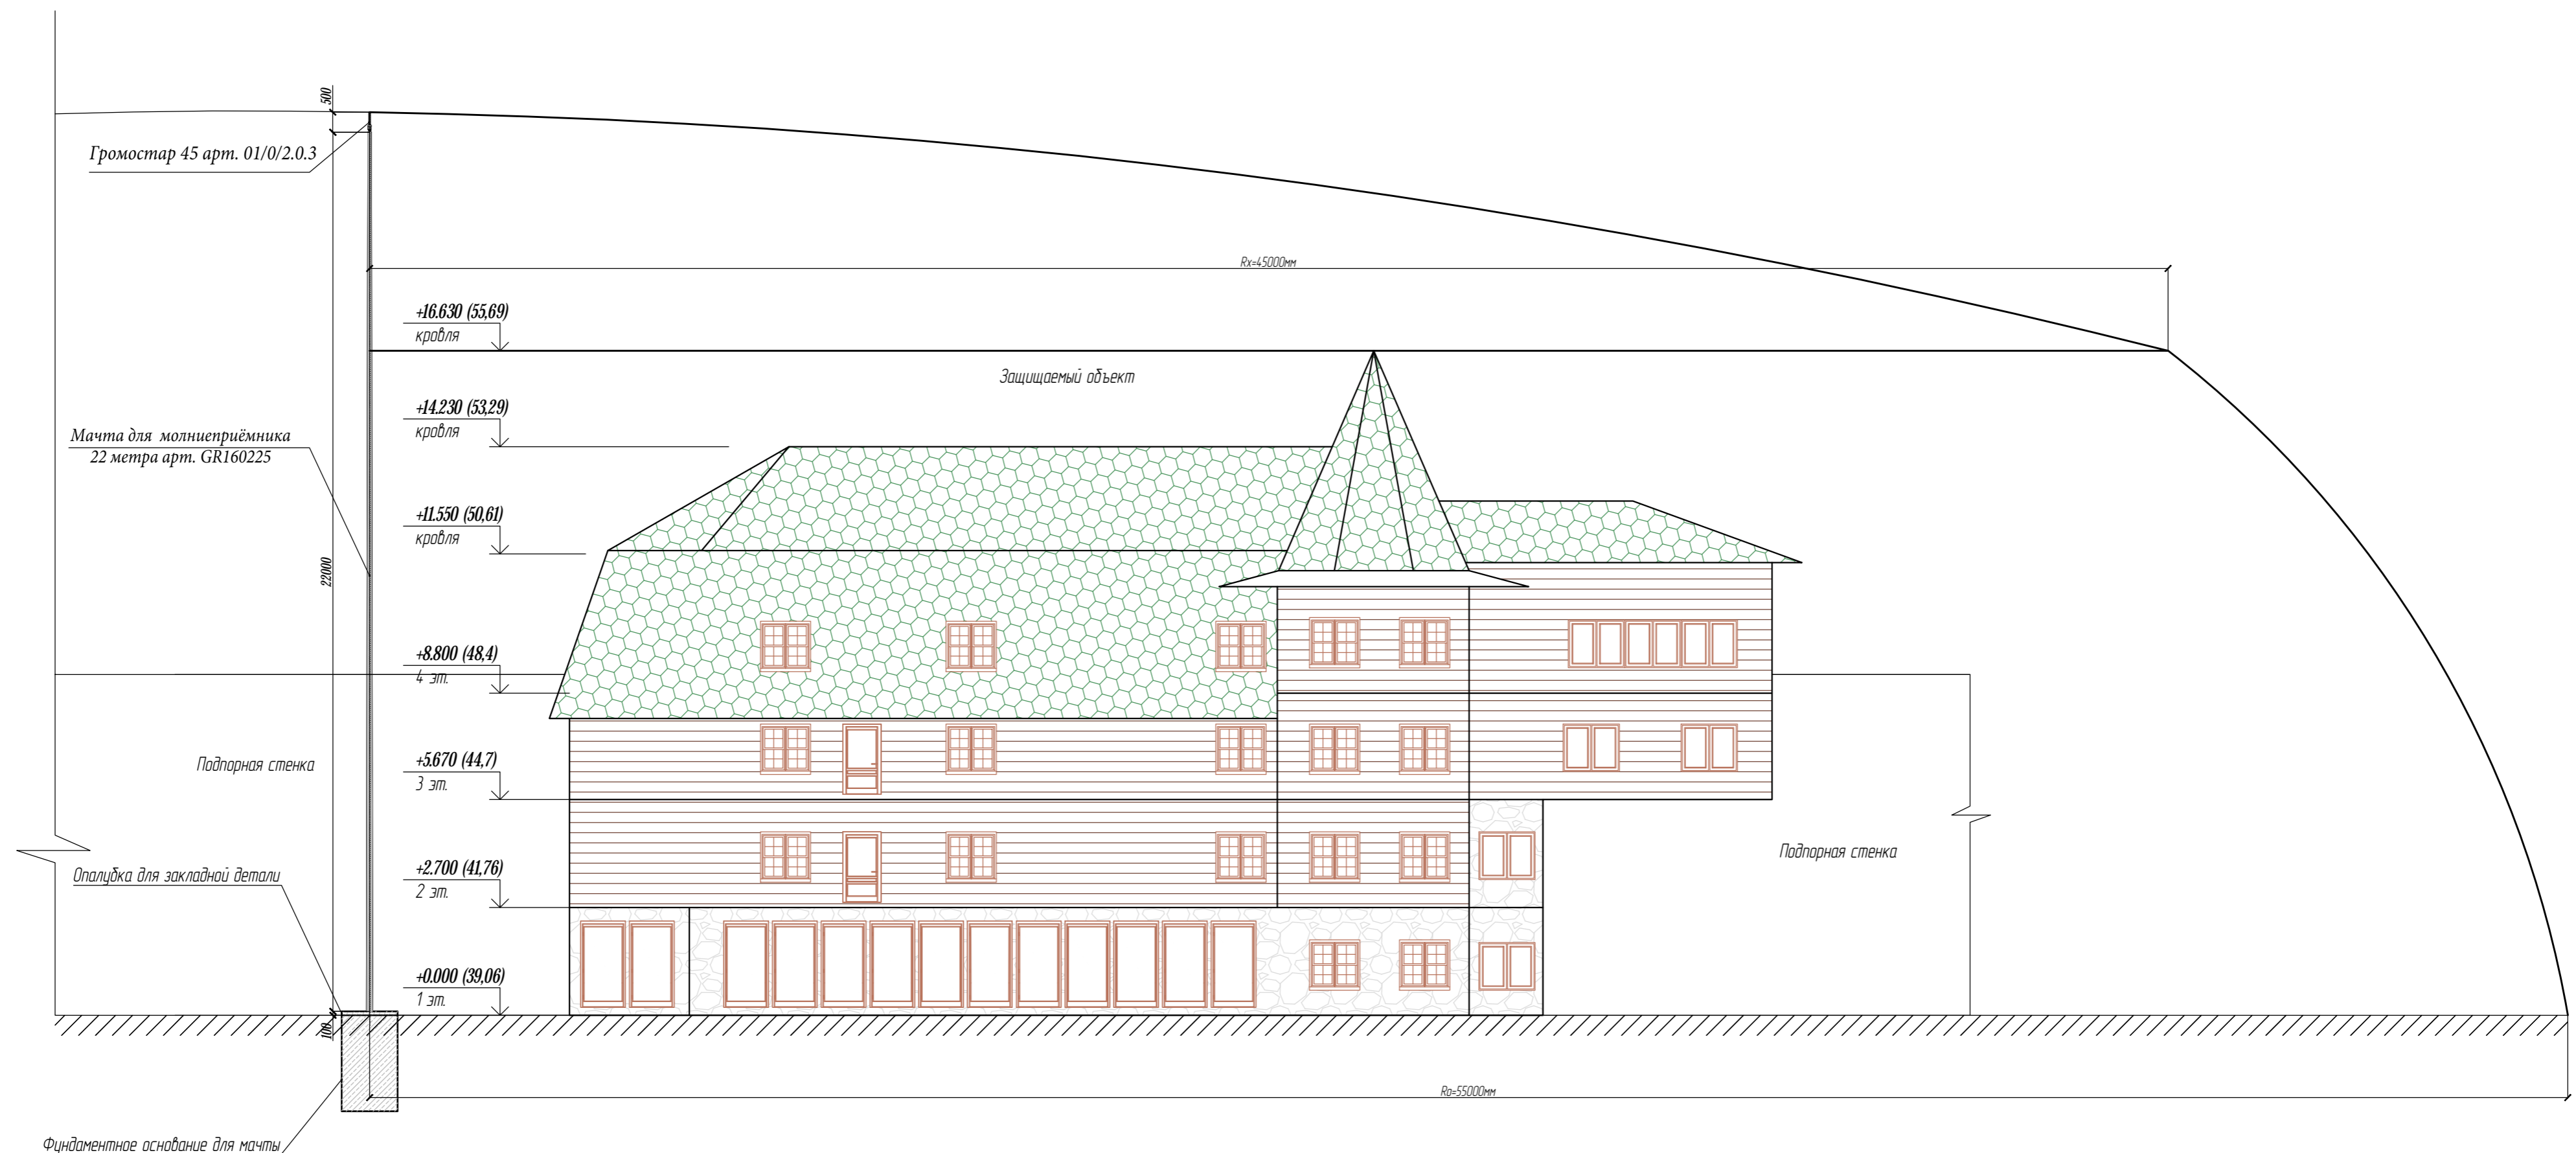 500
Громостар 45 арт. 01/0/2.0.3
Rx=45000мм
+16.630 (55,69)
кровля
Защищаемый объект
+14.230 (53,29)
кровля
Мачта для молниеприёмника
22 метра арт. GR160225
+11.550 (50,61)
кровля
22000
+8.800 (48,4)
4 эт.
+5.670 (44,7)
3 эт.
Подпорная стенка
Подпорная стенка
+2.700 (41,76)
2 эт.
Опалубка для закладной детали
+0.000 (39,06)
1 эт.
100
Ro=55000мм
Фундаментное основание для мачты